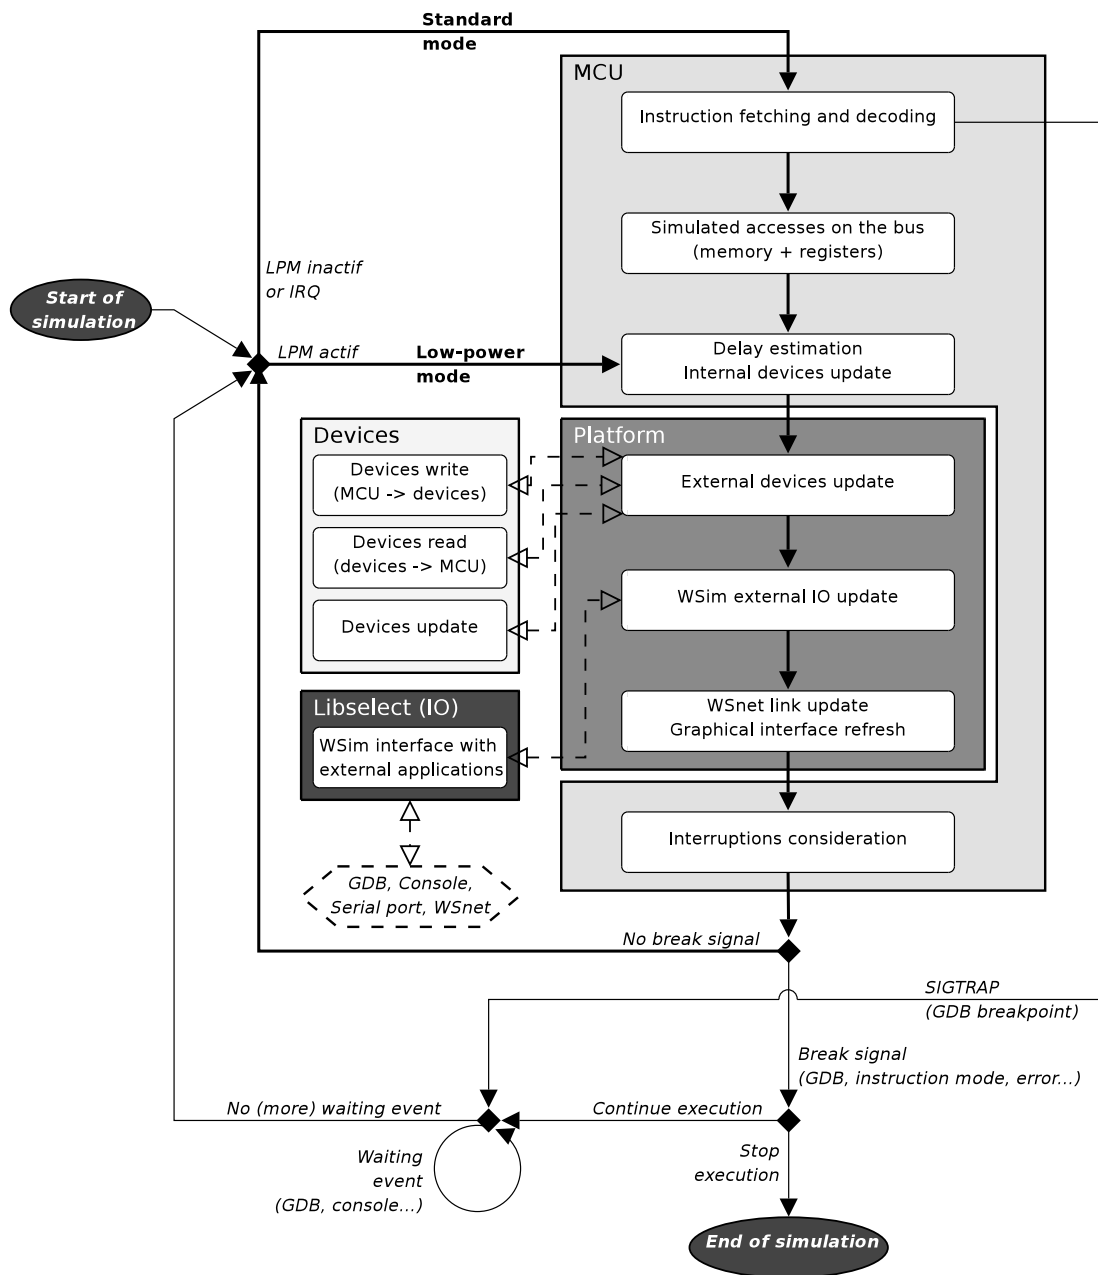 Standard
mode
MCU
Instruction fetching and decoding
Simulated accesses on the bus
(memory + registers)
LPM inactif
or IRQ
Start of
simulation
LPM actif
Low-power
mode
Delay estimation
Internal devices update
Devices
Devices write
(MCU -> devices)
Devices read
(devices -> MCU)
Devices update
Platform
External devices update
WSim external IO update
WSnet link update
Graphical interface refresh
Libselect (IO)
WSim interface with
external applications
GDB, Console,
Serial port, WSnet
Interruptions consideration
No break signal
SIGTRAP
(GDB breakpoint)
Break signal
(GDB, instruction mode, error...)
No (more) waiting event
Continue execution
Waiting
event
(GDB, console...)
Stop
execution
End of simulation